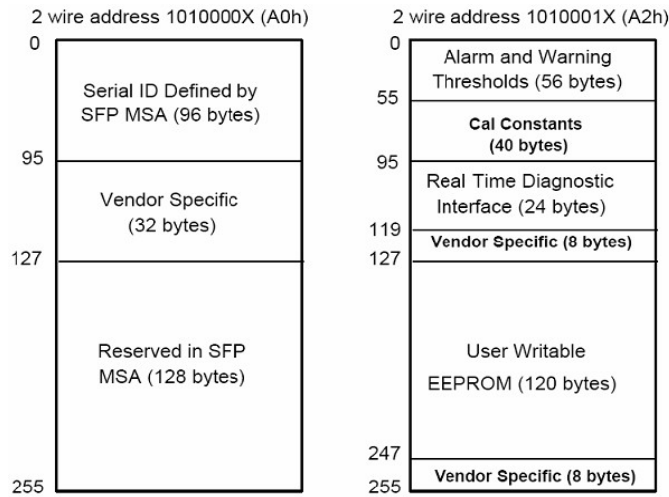 2 wire address 1010000X (A0h)
0
Serial ID Defined by
SFP MSA (96 bytes)
95
Vendor Specific
(32 bytes)
127
Reserved in SFP
MSA (128 bytes)
255
2 wire address 1010001X (A2h)
0
Alarm and Warning
Thresholds (56 bytes)
55
Cal Constants
(40 bytes)
95
Real Time Diagnostic
Interface (24 bytes)
119
Vendor Specific (8 bytes)
127
User Writable
EEPROM (120 bytes)
247
Vendor Specific (8 bytes)
255